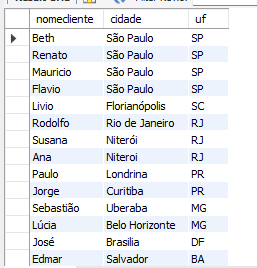 nomecliente cidade uf
Beth São Paulo SP
Renato São Paulo SP
Mauricio São Paulo SP
Flavio São Paulo SP
Livio Florianópolis SC
Rodolfo Rio de Janeiro RJ
Susana Niterói RJ
Ana Niteroi RJ
Paulo Londrina PR
Jorge Curitiba PR
Sebastião Uberaba MG
Lúcia Belo Horizonte MG
José Brasilia DF
Edmar Salvador BA